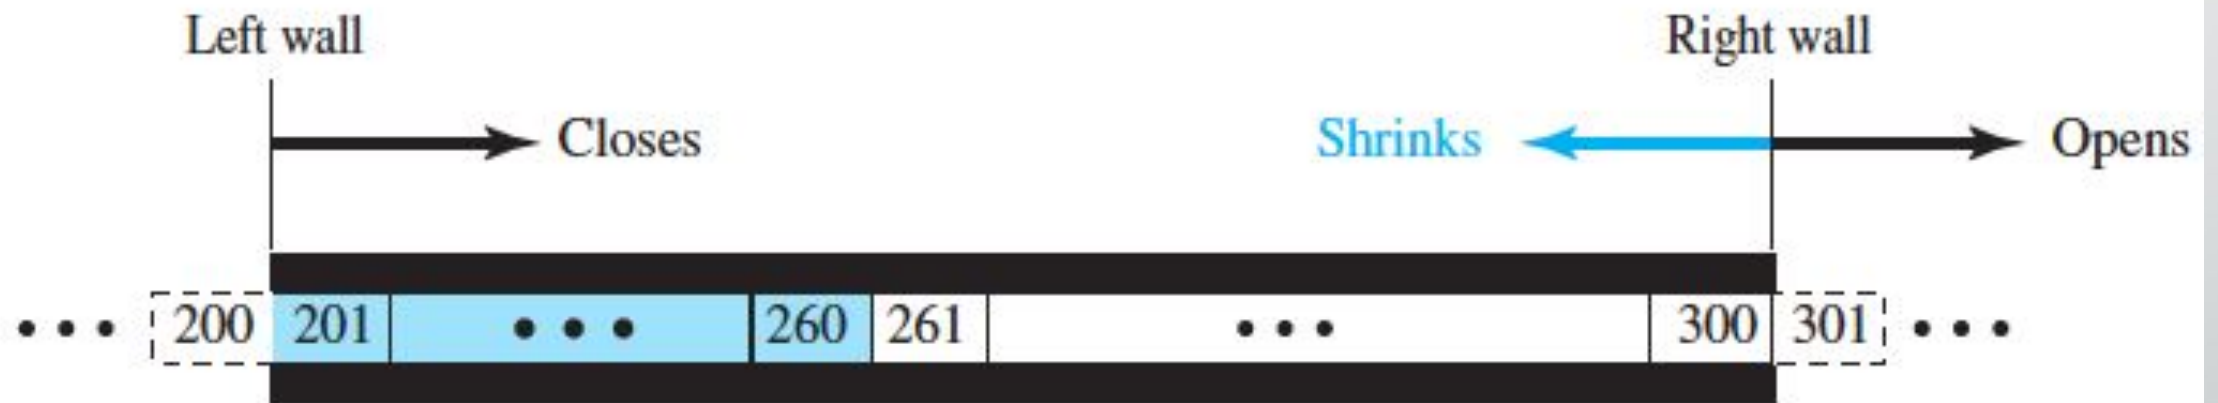 Left wall Right wall
Closes Shrinks Opens
••• 200 201 ••• 260 261 ••• 300 301 •••